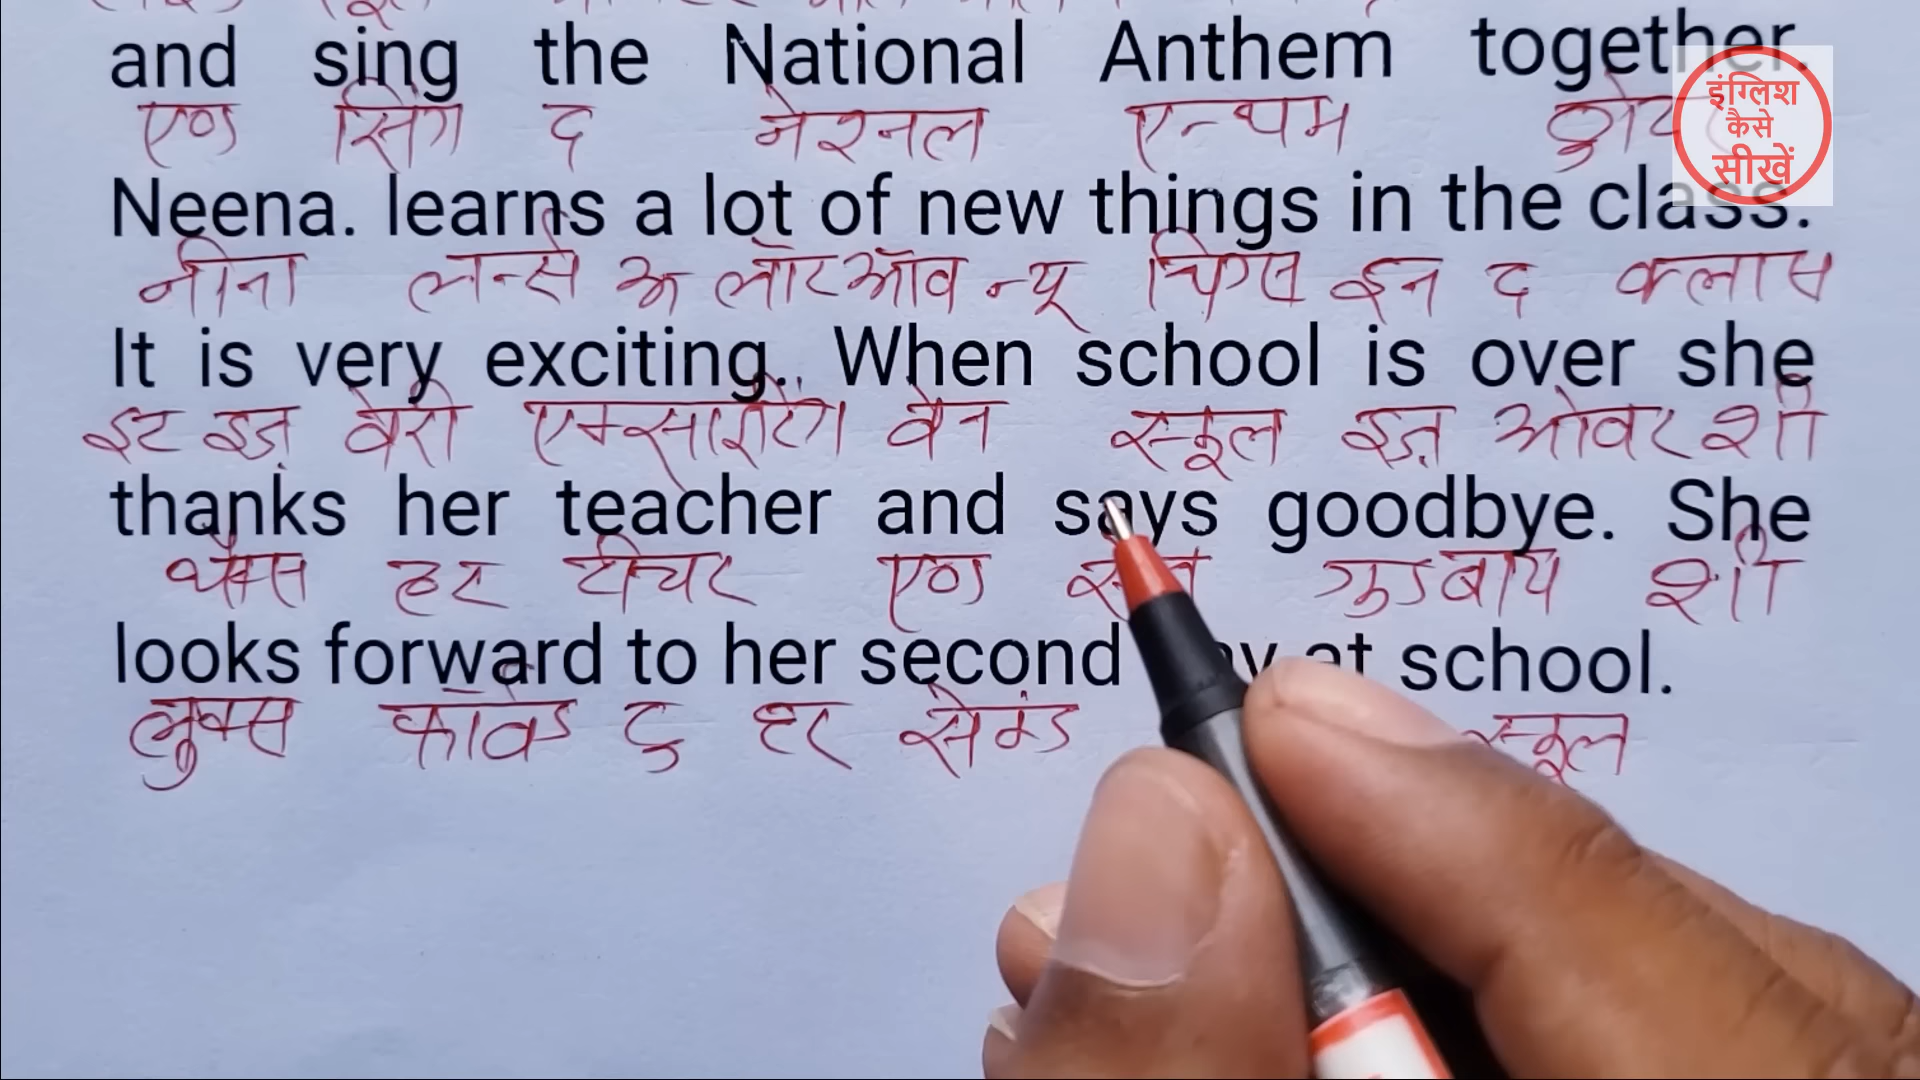 and sing the National Anthem together.
एण्ड सिंग द नेशनल एन्थम
इंग्लिश
कैसे
सीखें
Neena. learns a lot of new things in the class.
नीना लर्न्स अ लॉट ऑव न्यू थिंग्स इन द क्लास
It is very exciting.. When school is over she
इट इज़ वेरी एक्साइटिंग वेन स्कूल इज़ ओवर शी
thanks her teacher and says goodbye. She
थैंक्स हर टीचर एण्ड गुडबाय शी
looks forward to her second at school.
लुक्स फॉवर्ड टु हर सेकंड स्कूल